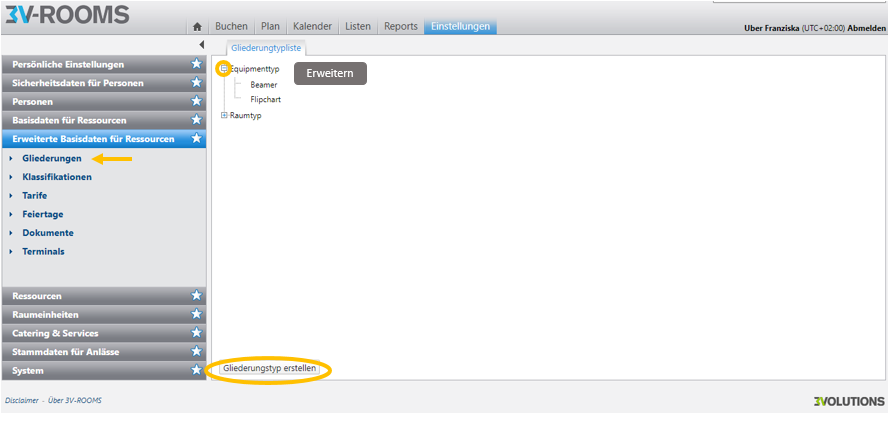 3V-ROOMS
Buchen Plan Kalender Listen Reports Einstellungen
Uber Franziska (UTC+02:00) Abmelden
Gliederungtypliste
Persönliche Einstellungen
Sicherheitsdaten für Personen
Personen
Basisdaten für Ressourcen
Erweiterte Basisdaten für Ressourcen
Gliederungen
Klassifikationen
Tarife
Feiertage
Dokumente
Terminals
Ressourcen
Raumeinheiten
Catering & Services
Stammdaten für Anlässe
System
Equipmenttyp
Erweitern
Beamer
Flipchart
Raumtyp
Gliederungstyp erstellen
Disclaimer - Über 3V-ROOMS
3VOLUTIONS